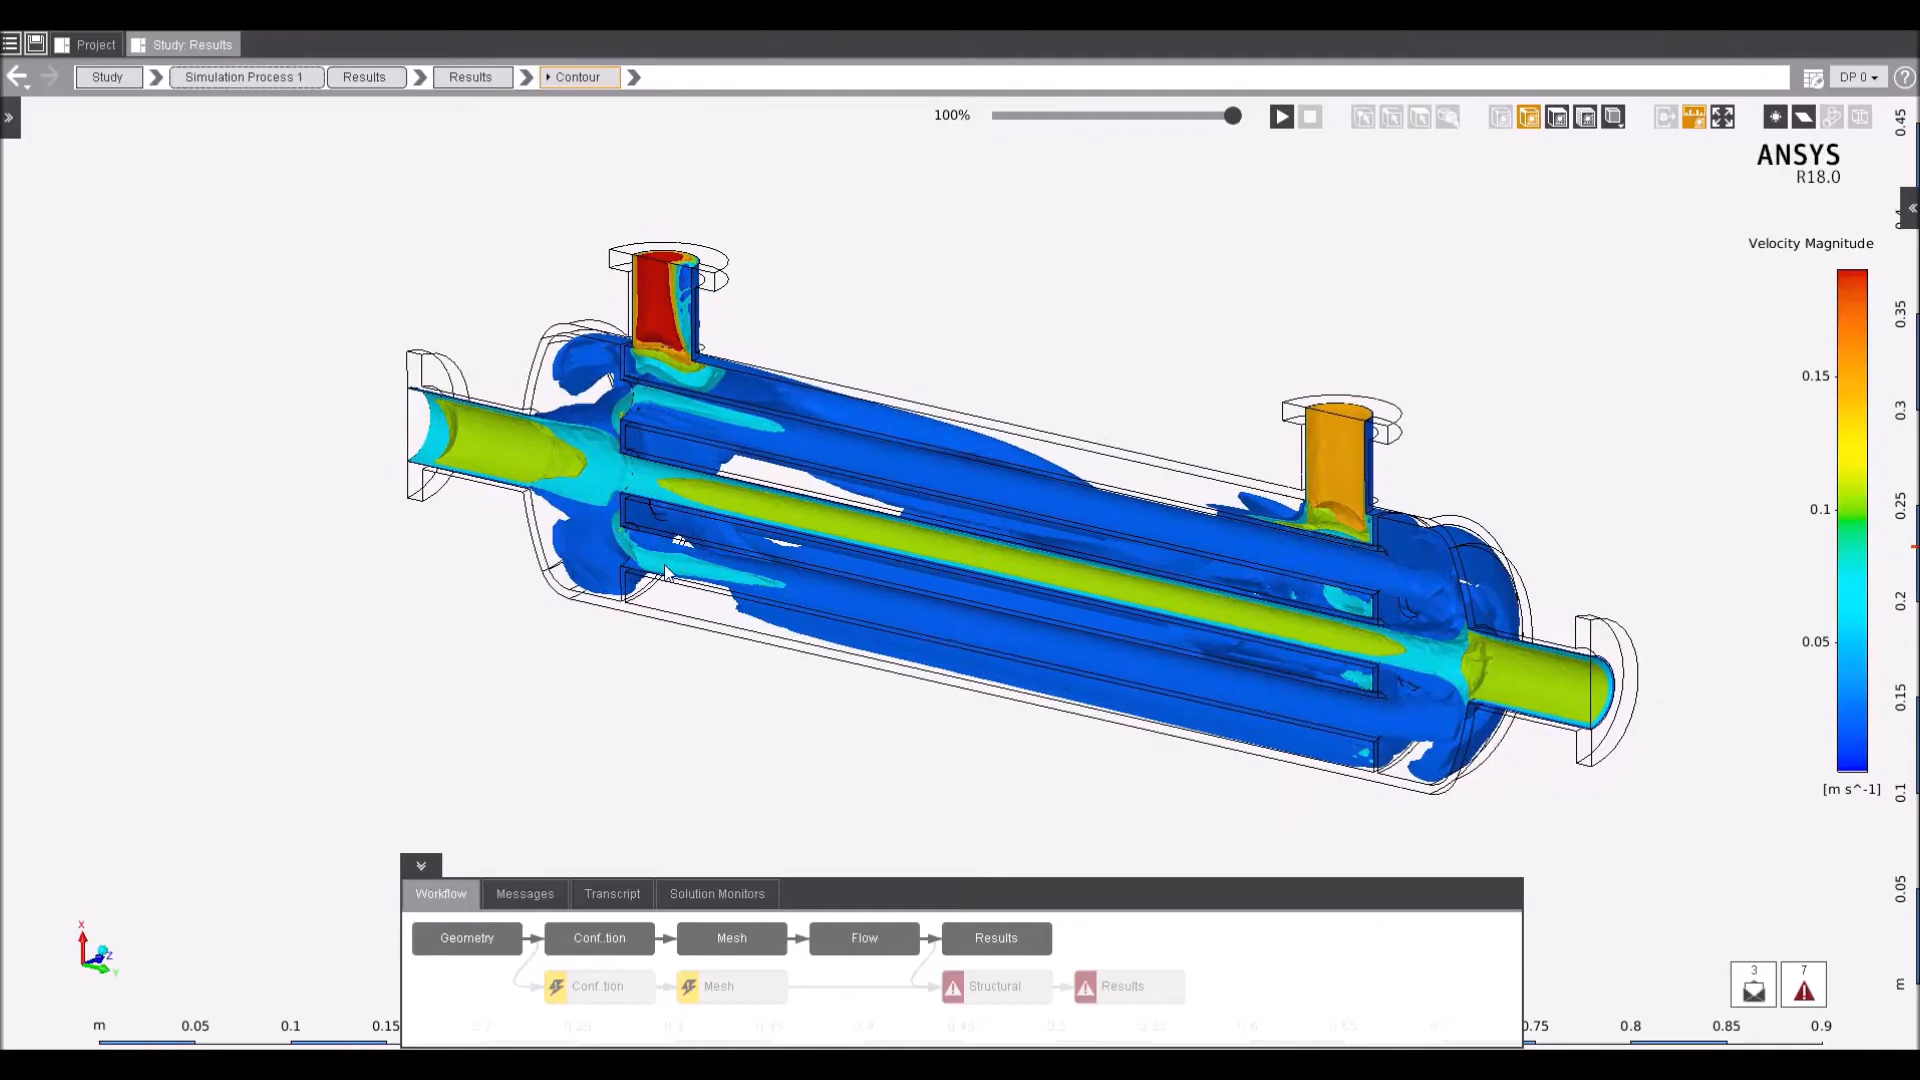 Project
Study: Results
Study
Simulation Process 1
Results
Results
Contour
DP 0
?
100%
ANSYS
R18.0
Velocity Magnitude
0.15
0.1
0.05
[m s^-1]
0.45
0.35
0.3
0.25
0.2
0.15
0.1
0.05
m
X
Z
Y
Workflow
Messages
Transcript
Solution Monitors
Geometry
Conf..tion
Mesh
Flow
Results
Conf..tion
Mesh
Structural
Results
3
7
m
0.05
0.1
0.15
0.75
0.8
0.85
0.9